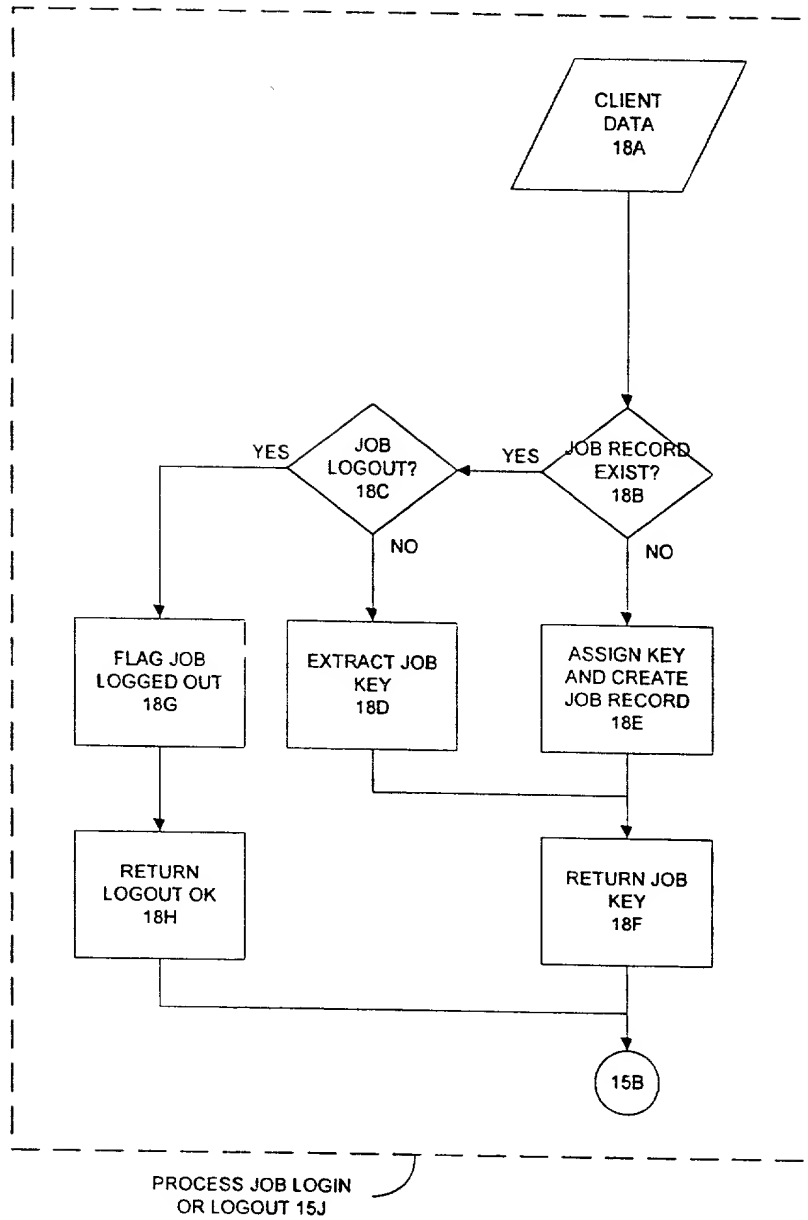 CLIENT
DATA
18A
JOB
LOGOUT?
18C
YES
YES
JOB RECORD
EXIST?
18B
NO
NO
FLAG JOB
LOGGED OUT
18G
EXTRACT JOB
KEY
18D
ASSIGN KEY
AND CREATE
JOB RECORD
18E
RETURN
LOGOUT OK
18H
RETURN JOB
KEY
18F
15B
PROCESS JOB LOGIN
OR LOGOUT 15J